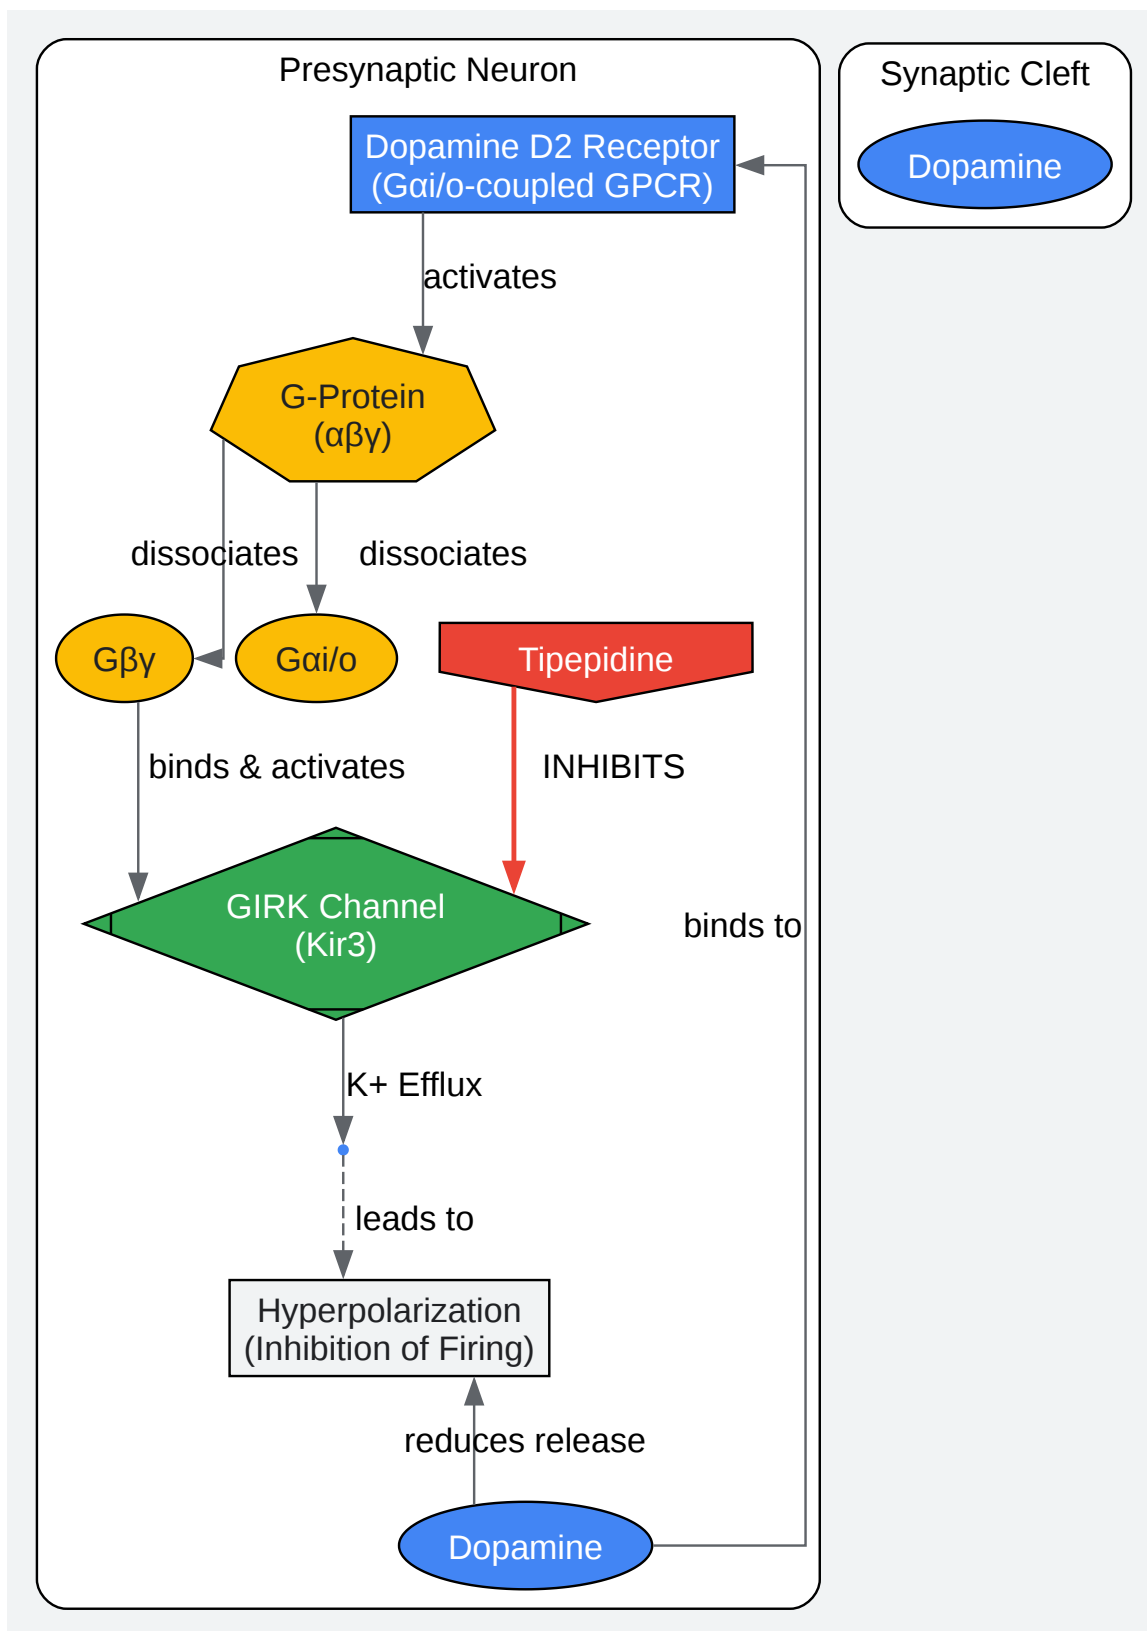 Presynaptic Neuron
Synaptic Cleft
Dopamine D2 Receptor
(Gαi/o-coupled GPCR)
Dopamine
activates
G-Protein
(αβγ)
dissociates
dissociates
Gβγ
Gαi/o
Tipepidine
binds & activates
INHIBITS
GIRK Channel
(Kir3)
binds to
K+ Efflux
leads to
Hyperpolarization
(Inhibition of Firing)
reduces release
Dopamine